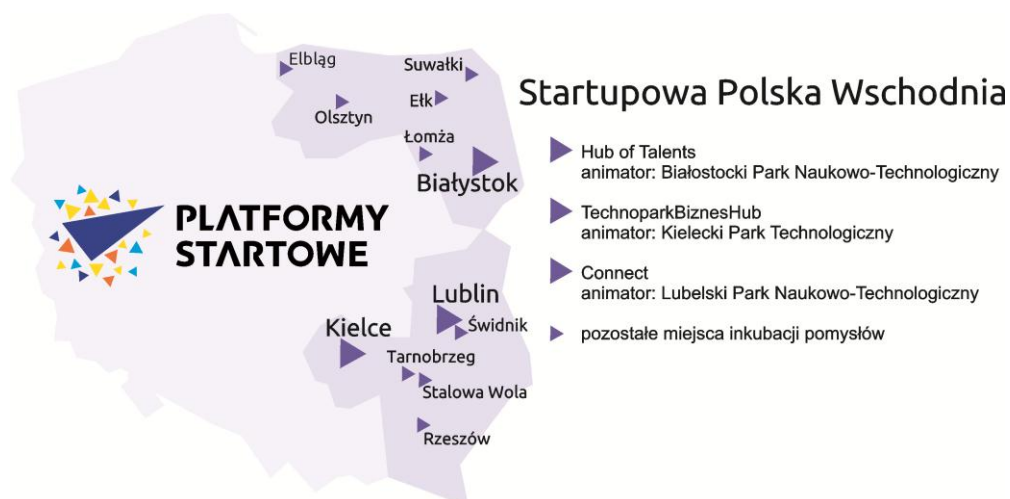 Elbląg
Suwałki
Ełk
Olsztyn
Łomża
Białystok
PLATFORMY
STARTOWE
Lublin
Świdnik
Kielce
Tarnobrzeg
Stalowa Wola
Rzeszów
Startupowa Polska Wschodnia
Hub of Talents
animator: Białostocki Park Naukowo-Technologiczny
TechnoparkBiznesHub
animator: Kielecki Park Technologiczny
Connect
animator: Lubelski Park Naukowo-Technologiczny
pozostałe miejsca inkubacji pomysłów